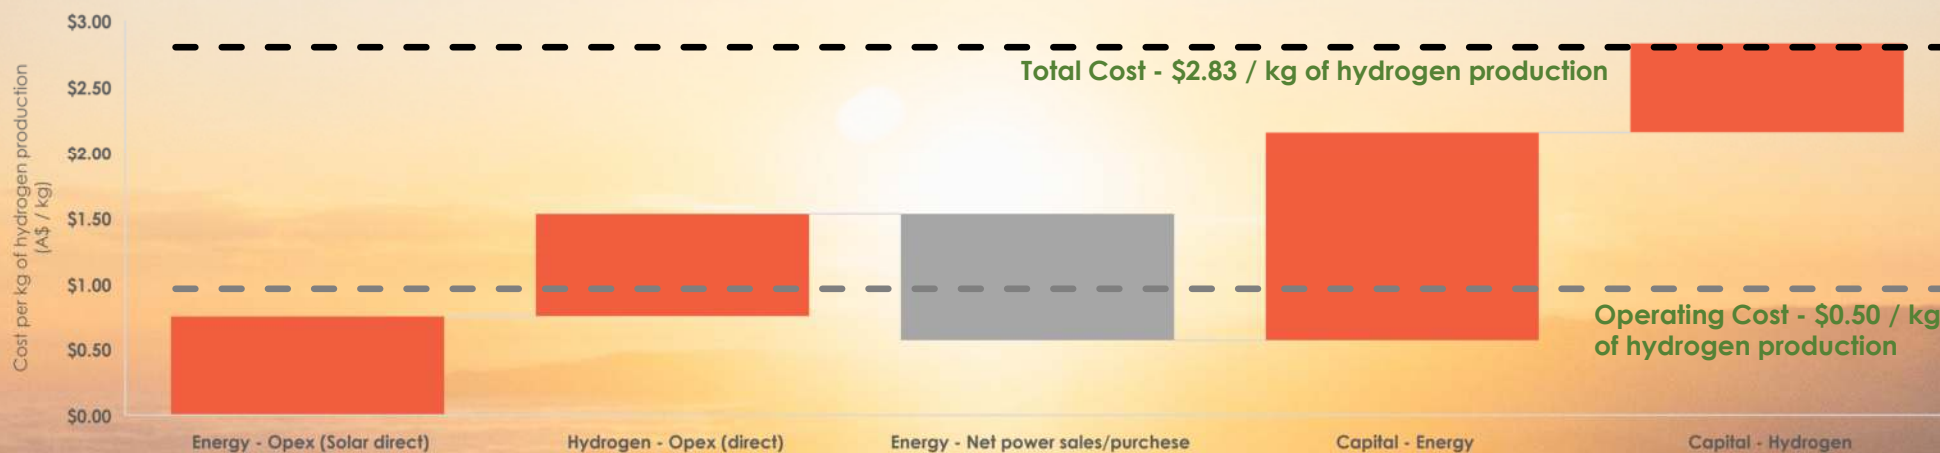 $3.00
$2.50
$2.00
$1.50
$1.00
$0.50
$0.00
Cost per kg of hydrogen production
(A$ / kg)
Total Cost - $2.83 / kg of hydrogen production
Operating Cost - $0.50 / kg
of hydrogen production
Energy - Opex (Solar direct)
Hydrogen - Opex (direct)
Energy - Net power sales/purchese
Capital - Energy
Capital - Hydrogen